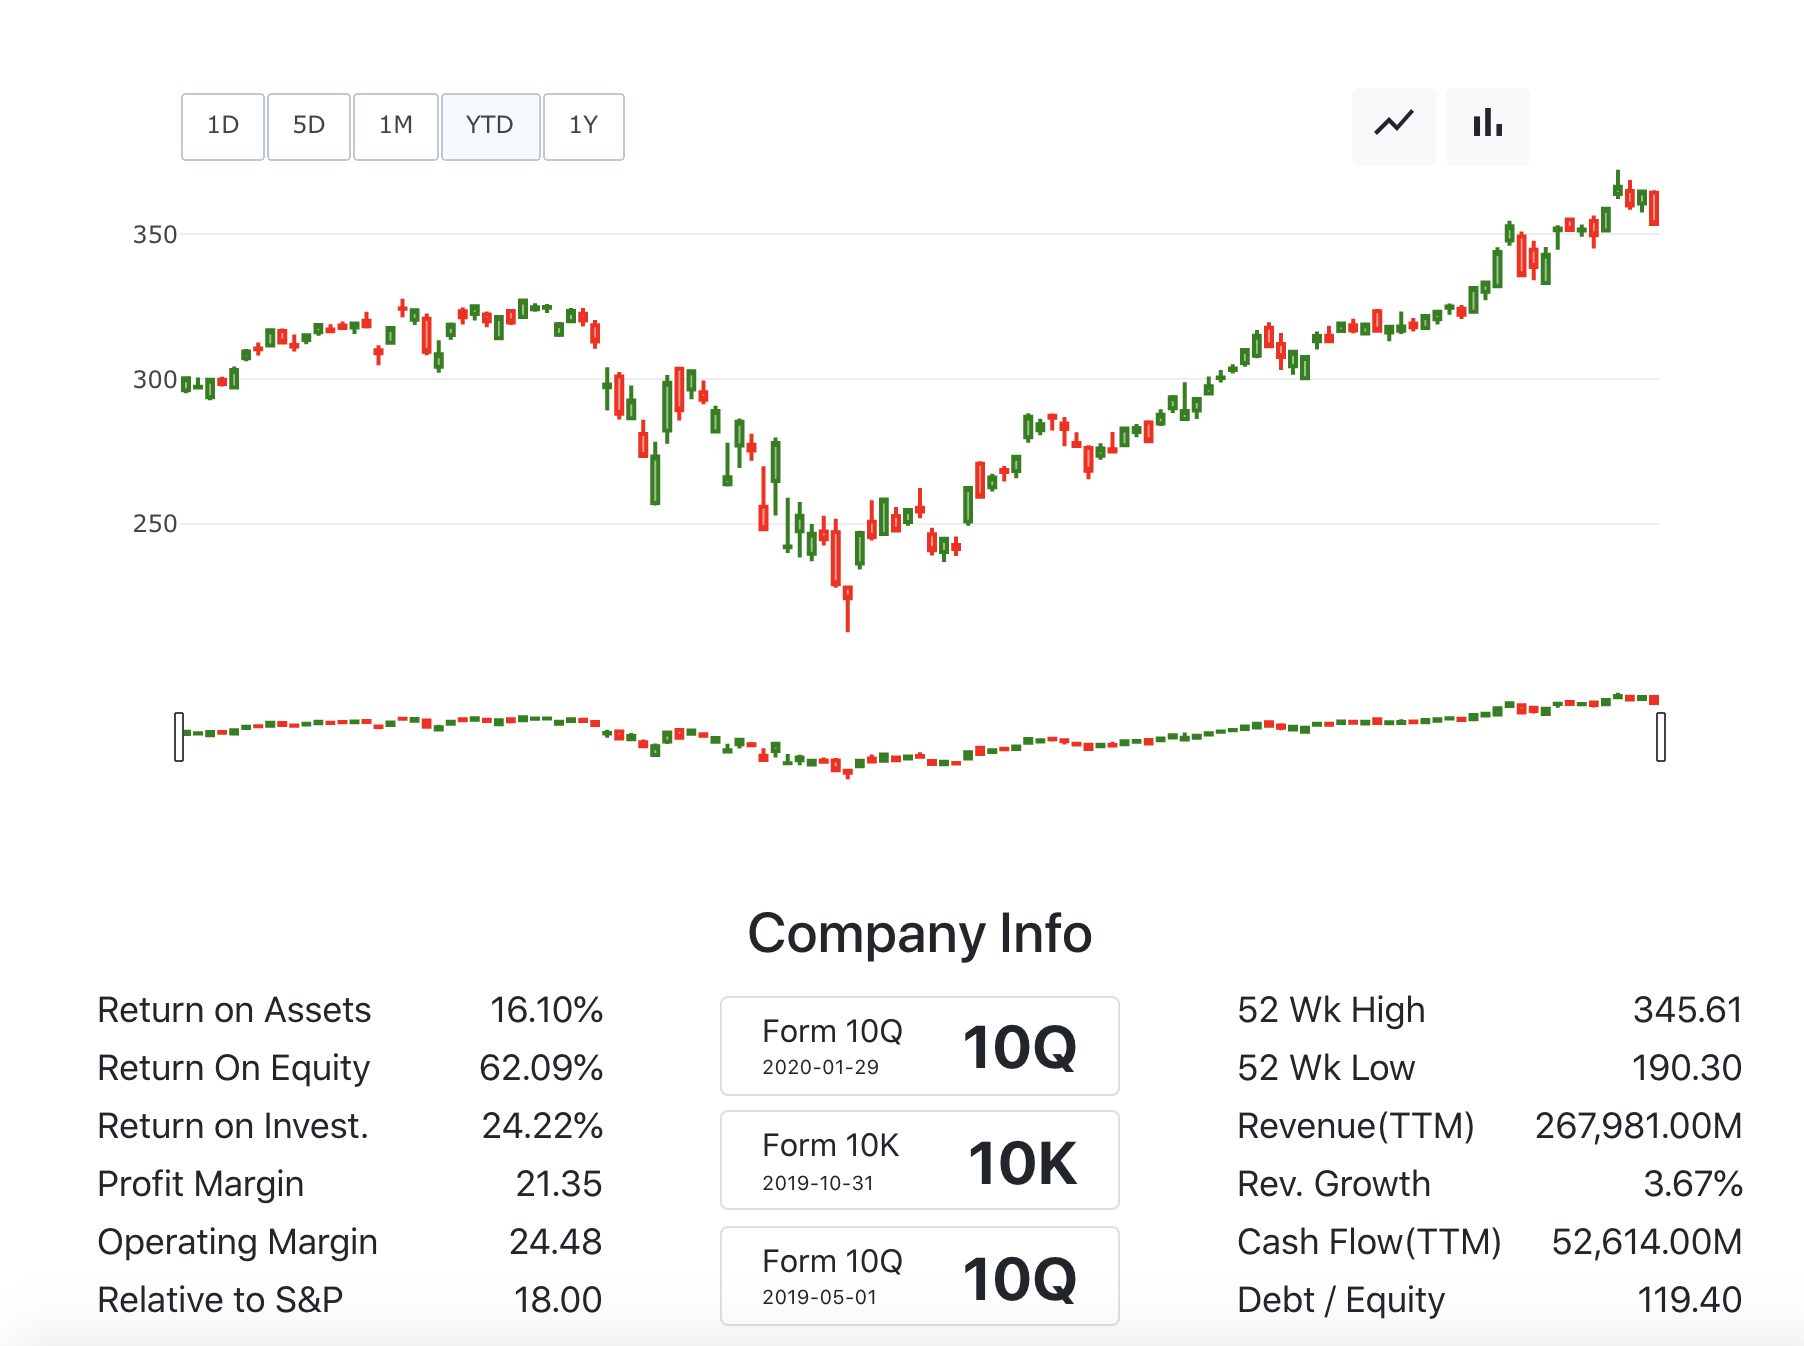 1D 5D 1M YTD 1Y
350
300
250
Company Info
Return on Assets 16.10%
Return On Equity 62.09%
Return on Invest. 24.22%
Profit Margin 21.35
Operating Margin 24.48
Relative to S&P 18.00
Form 10Q 10Q
2020-01-29
Form 10K 10K
2019-10-31
Form 10Q 10Q
2019-05-01
52 Wk High 345.61
52 Wk Low 190.30
Revenue(TTM) 267,981.00M
Rev. Growth 3.67%
Cash Flow(TTM) 52,614.00M
Debt / Equity 119.40